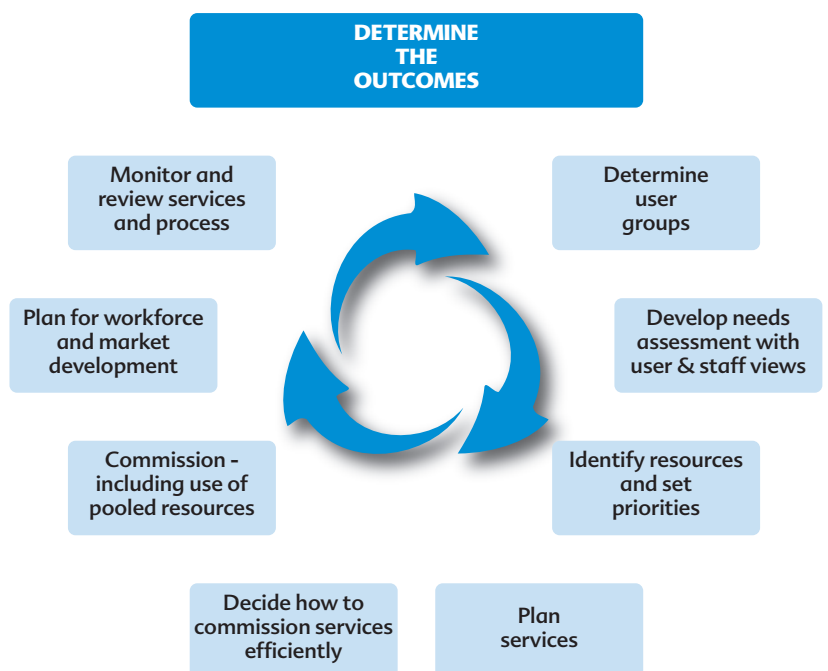 DETERMINE
THE
OUTCOMES
Determine
user
groups
Develop needs
assessment with
user & staff views
Identify resources
and set
priorities
Plan
services
Decide how to
commission services
efficiently
Commission -
including use of
pooled resources
Plan for workforce
and market
development
Monitor and
review services
and process